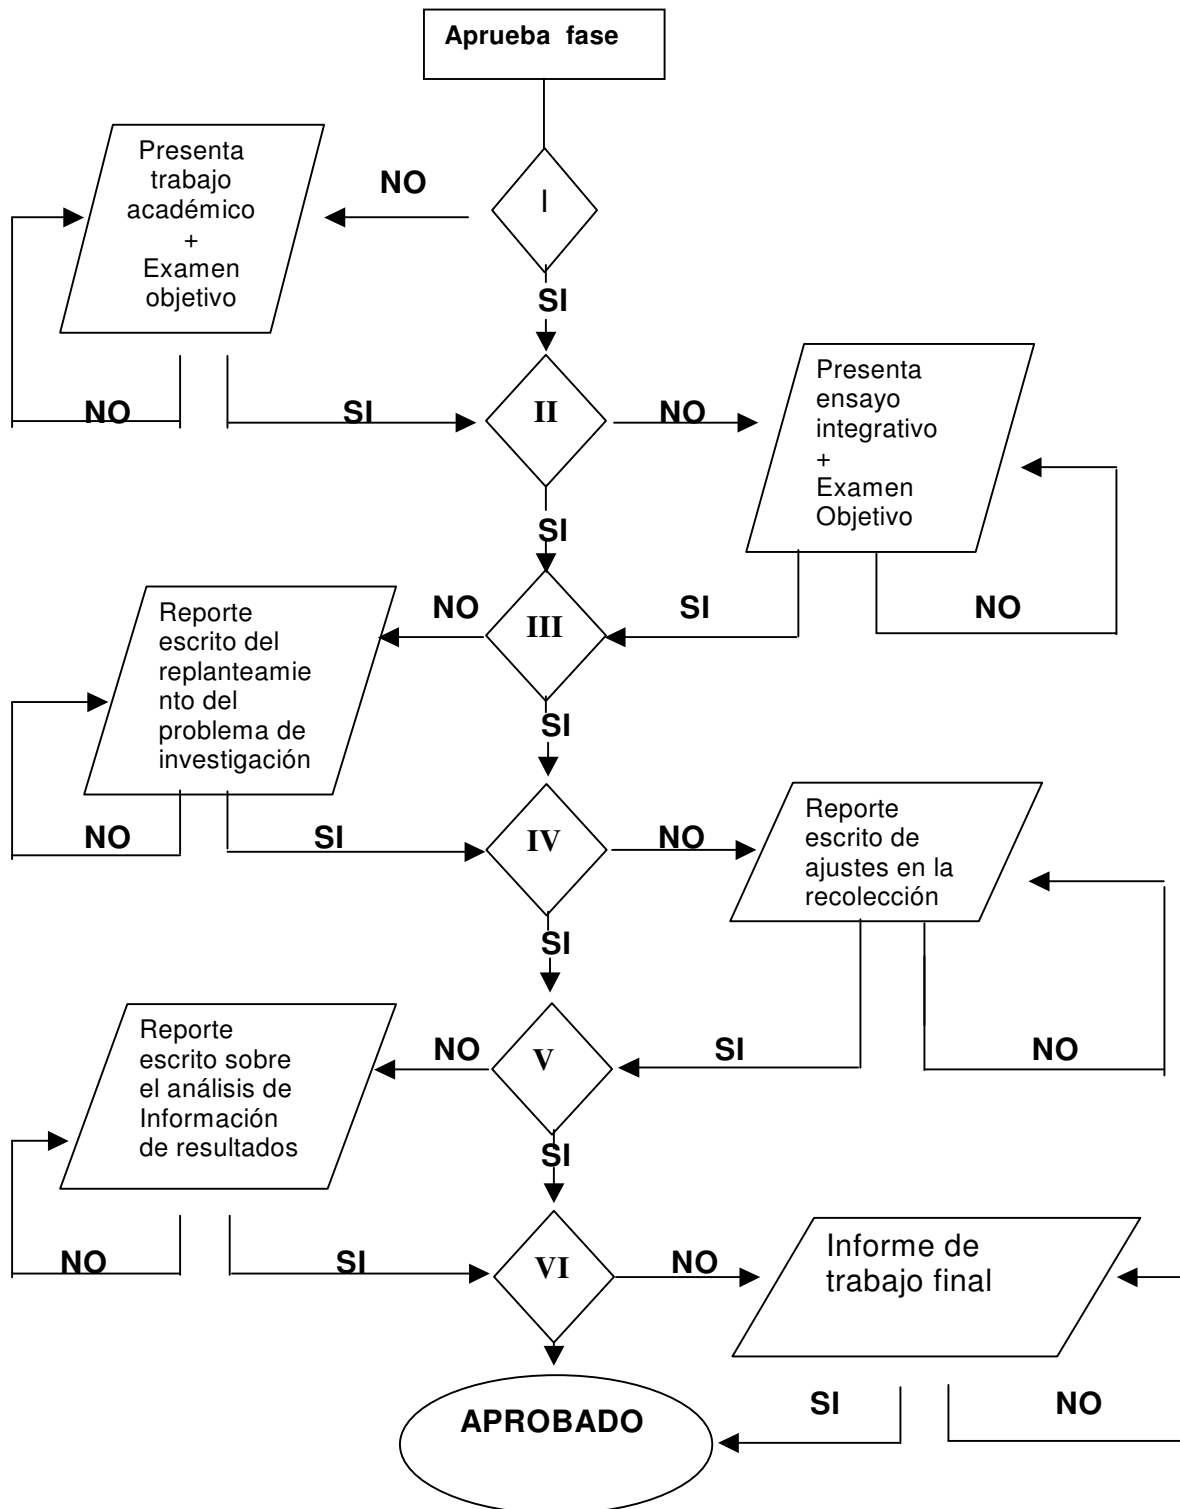 Aprueba fase
Presenta
trabajo
académico
+
Examen
objetivo
NO
I
SI
NO
SI
II
NO
Presenta
ensayo
integrativo
+
Examen
Objetivo
SI
Reporte
escrito del
replanteamie
nto del
problema de
investigación
NO
III
SI
NO
SI
NO
SI
IV
NO
Reporte
escrito de
ajustes en la
recolección
SI
Reporte
escrito sobre
el análisis de
Información
de resultados
NO
V
SI
NO
SI
NO
SI
VI
NO
Informe de
trabajo final
SI
NO
APROBADO